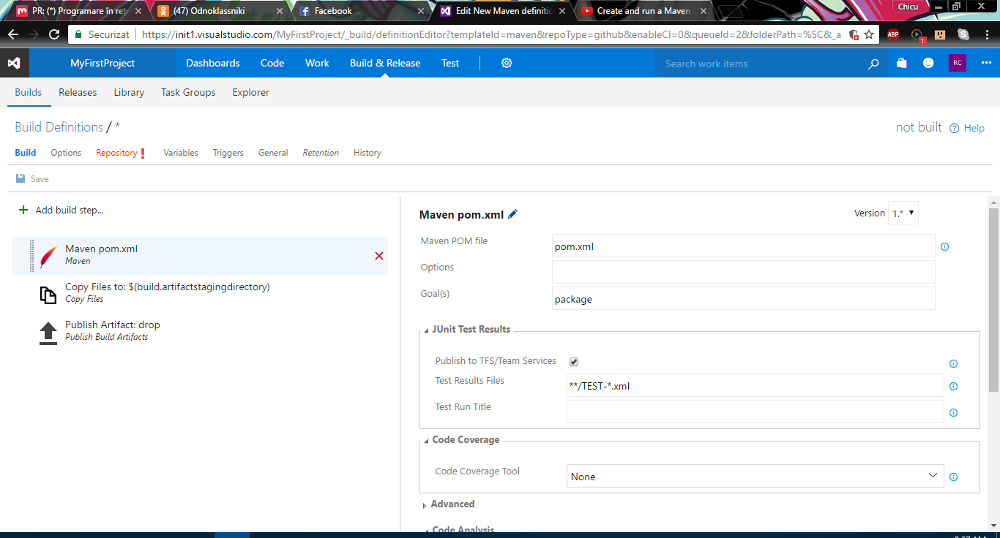 PR: (*) Programare în rețe
(47) Odnoklassniki
Facebook
Edit New Maven definitic
Create and run a Maven
Chicu
Securizat
https://init1.visualstudio.com/MyFirstProject/_build/definitionEditor?templateId=maven&repoType=github&enableCI=0&queueId=2&folderPath=%5C&_a
ABP
1
MyFirstProject
Dashboards
Code
Work
Build & Release
Test
Search work items
RC
Builds
Releases
Library
Task Groups
Explorer
Build Definitions / *
not built
Help
Build
Options
Repository
Variables
Triggers
General
Retention
History
Save
Add build step...
Maven pom.xml
Maven
Copy Files to: $(build.artifactstagingdirectory)
Copy Files
Publish Artifact: drop
Publish Build Artifacts
Maven pom.xml
Version 1.*
Maven POM file
pom.xml
Options
Goal(s)
package
JUnit Test Results
Publish to TFS/Team Services
Test Results Files
**/TEST-*.xml
Test Run Title
Code Coverage
Code Coverage Tool
None
Advanced
Code Analysis